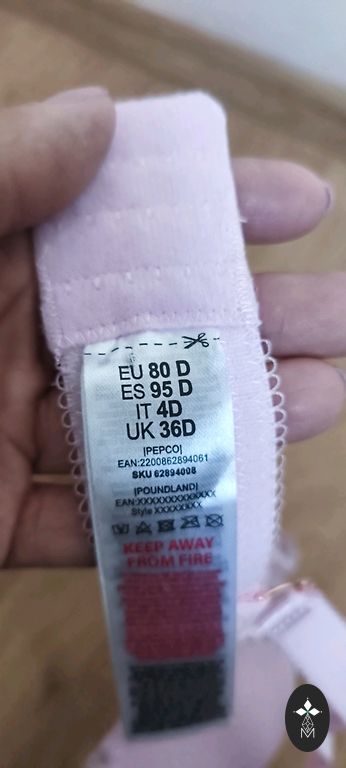 EU 80 D
ES 95 D
IT 4D
UK 36D
|PEPCO|
EAN:2200862894061
SKU 62894008
|POUNDLAND|
EAN:XXXXXXXXXXXXX
Style XXXXXXXXX
KEEP AWAY
FROM FIRE